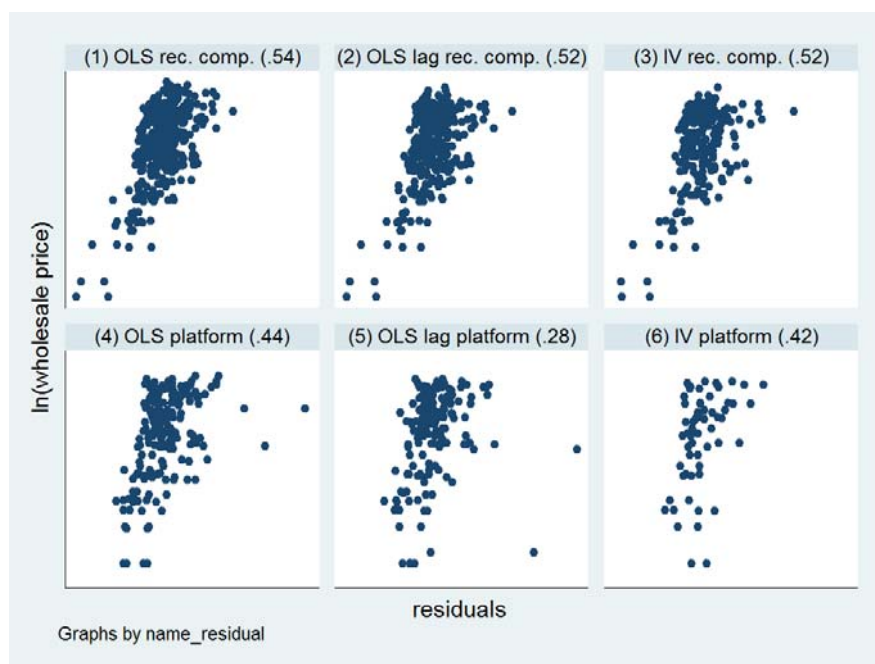 (1) OLS rec. comp. (.54)
(2) OLS lag rec. comp. (.52)
(3) IV rec. comp. (.52)
(4) OLS platform (.44)
(5) OLS lag platform (.28)
(6) IV platform (.42)
ln(wholesale price)
residuals
Graphs by name_residual